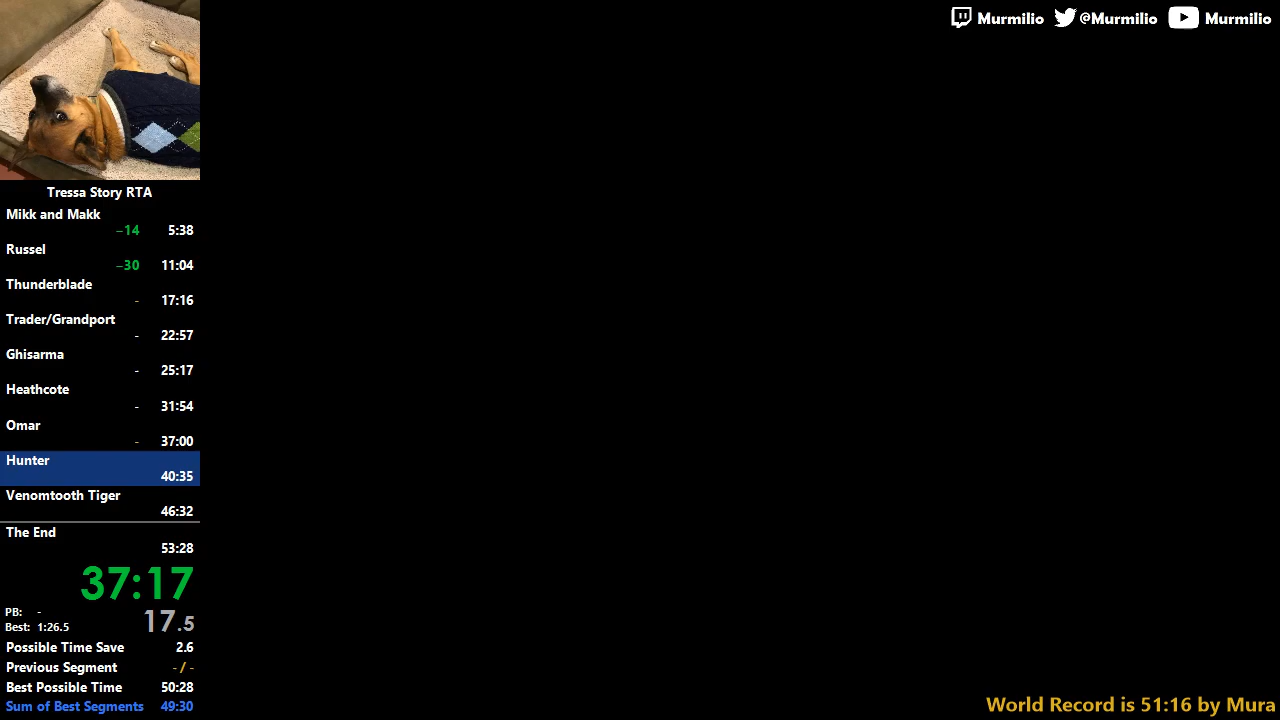 Murmilio @Murmilio Murmilio
Tressa Story RTA
Mikk and Makk
−14 5:38
Russel
−30 11:04
Thunderblade
- 17:16
Trader/Grandport
- 22:57
Ghisarma
- 25:17
Heathcote
- 31:54
Omar
- 37:00
Hunter
40:35
Venomtooth Tiger
46:32
The End
53:28
37:17
PB: -
17.5
Best: 1:26.5
Possible Time Save 2.6
Previous Segment - / -
Best Possible Time 50:28
Sum of Best Segments 49:30
World Record is 51:16 by Mura